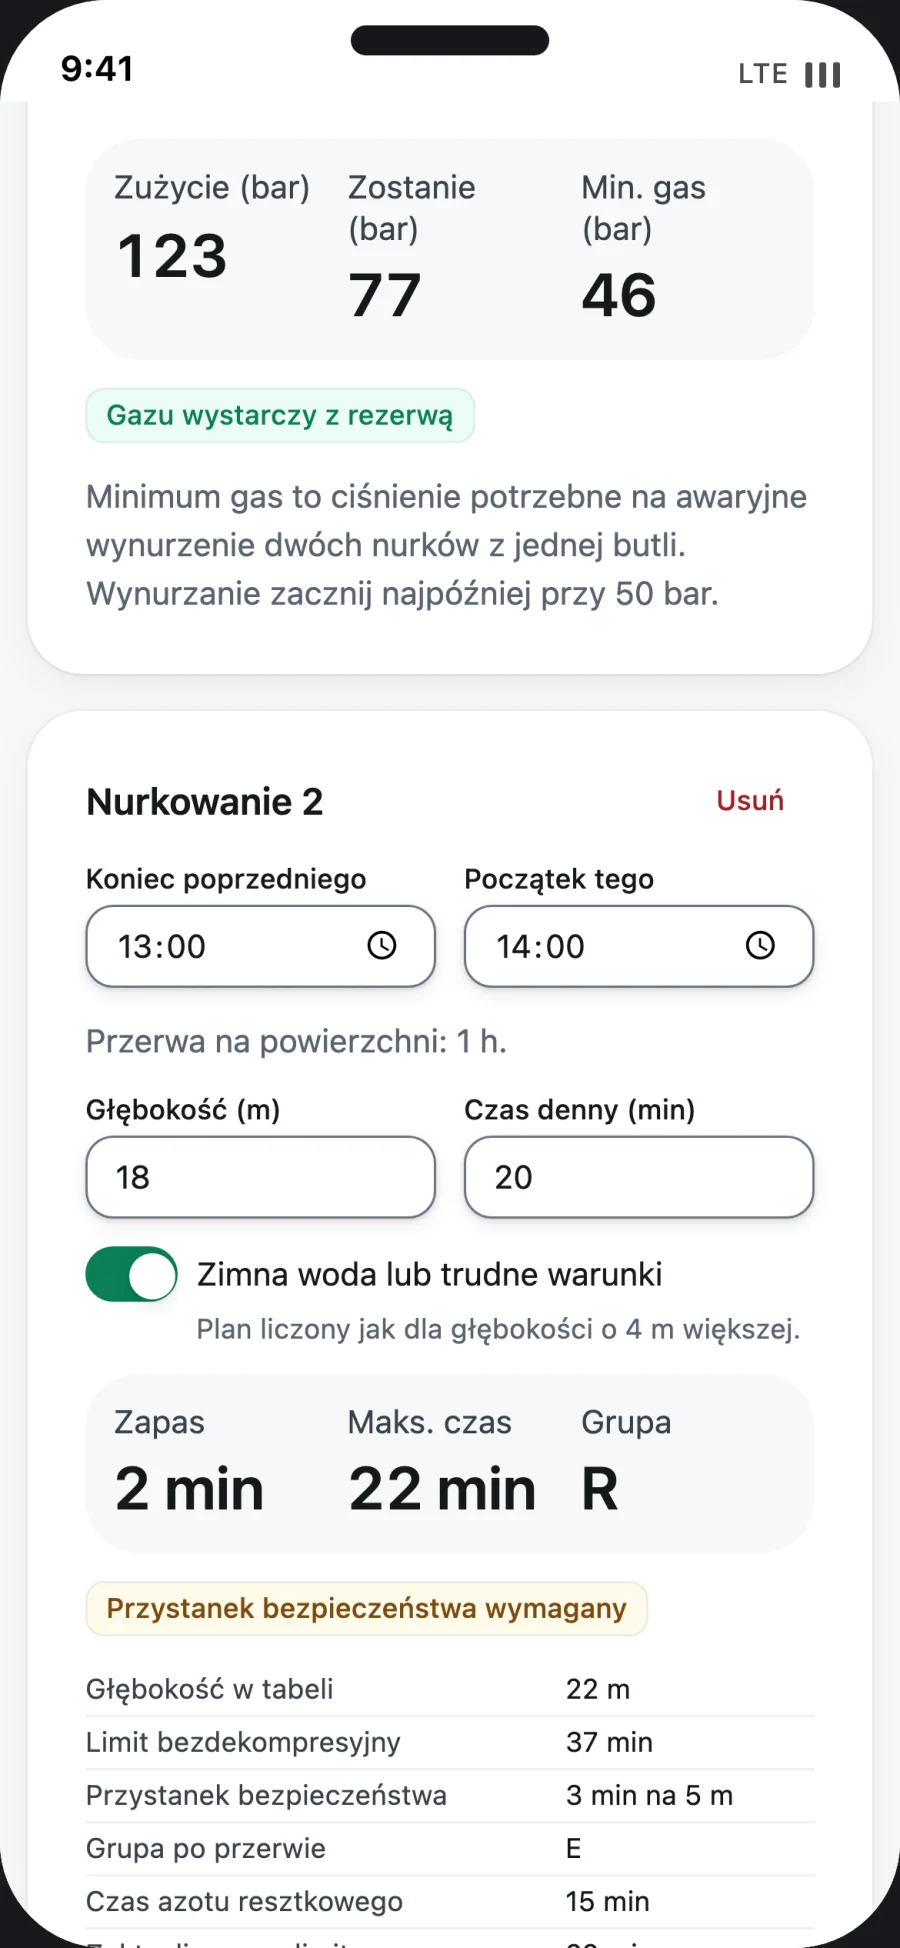 9:41
LTE
Zużycie (bar)
123
Zostanie
(bar)
77
Min. gas
(bar)
46
Gazu wystarczy z rezerwą
Minimum gas to ciśnienie potrzebne na awaryjne
wynurzenie dwóch nurków z jednej butli.
Wynurzanie zacznij najpóźniej przy 50 bar.
Nurkowanie 2
Usuń
Koniec poprzedniego
Początek tego
13:00
14:00
Przerwa na powierzchni: 1 h.
Głębokość (m)
Czas denny (min)
18
20
Zimna woda lub trudne warunki
Plan liczony jak dla głębokości o 4 m większej.
Zapas
Maks. czas
Grupa
2 min
22 min
R
Przystanek bezpieczeństwa wymagany
Głębokość w tabeli
22 m
Limit bezdekompresyjny
37 min
Przystanek bezpieczeństwa
3 min na 5 m
Grupa po przerwie
E
Czas azotu resztkowego
15 min